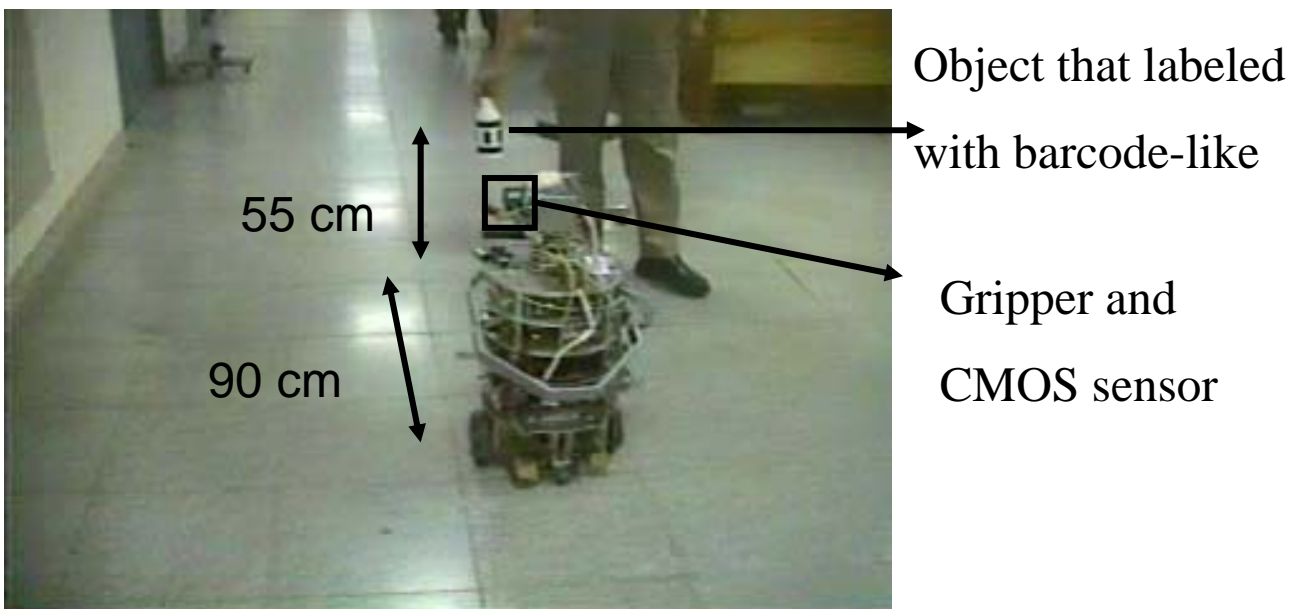 Object that labeled
with barcode-like
55 cm
Gripper and
90 cm
CMOS sensor